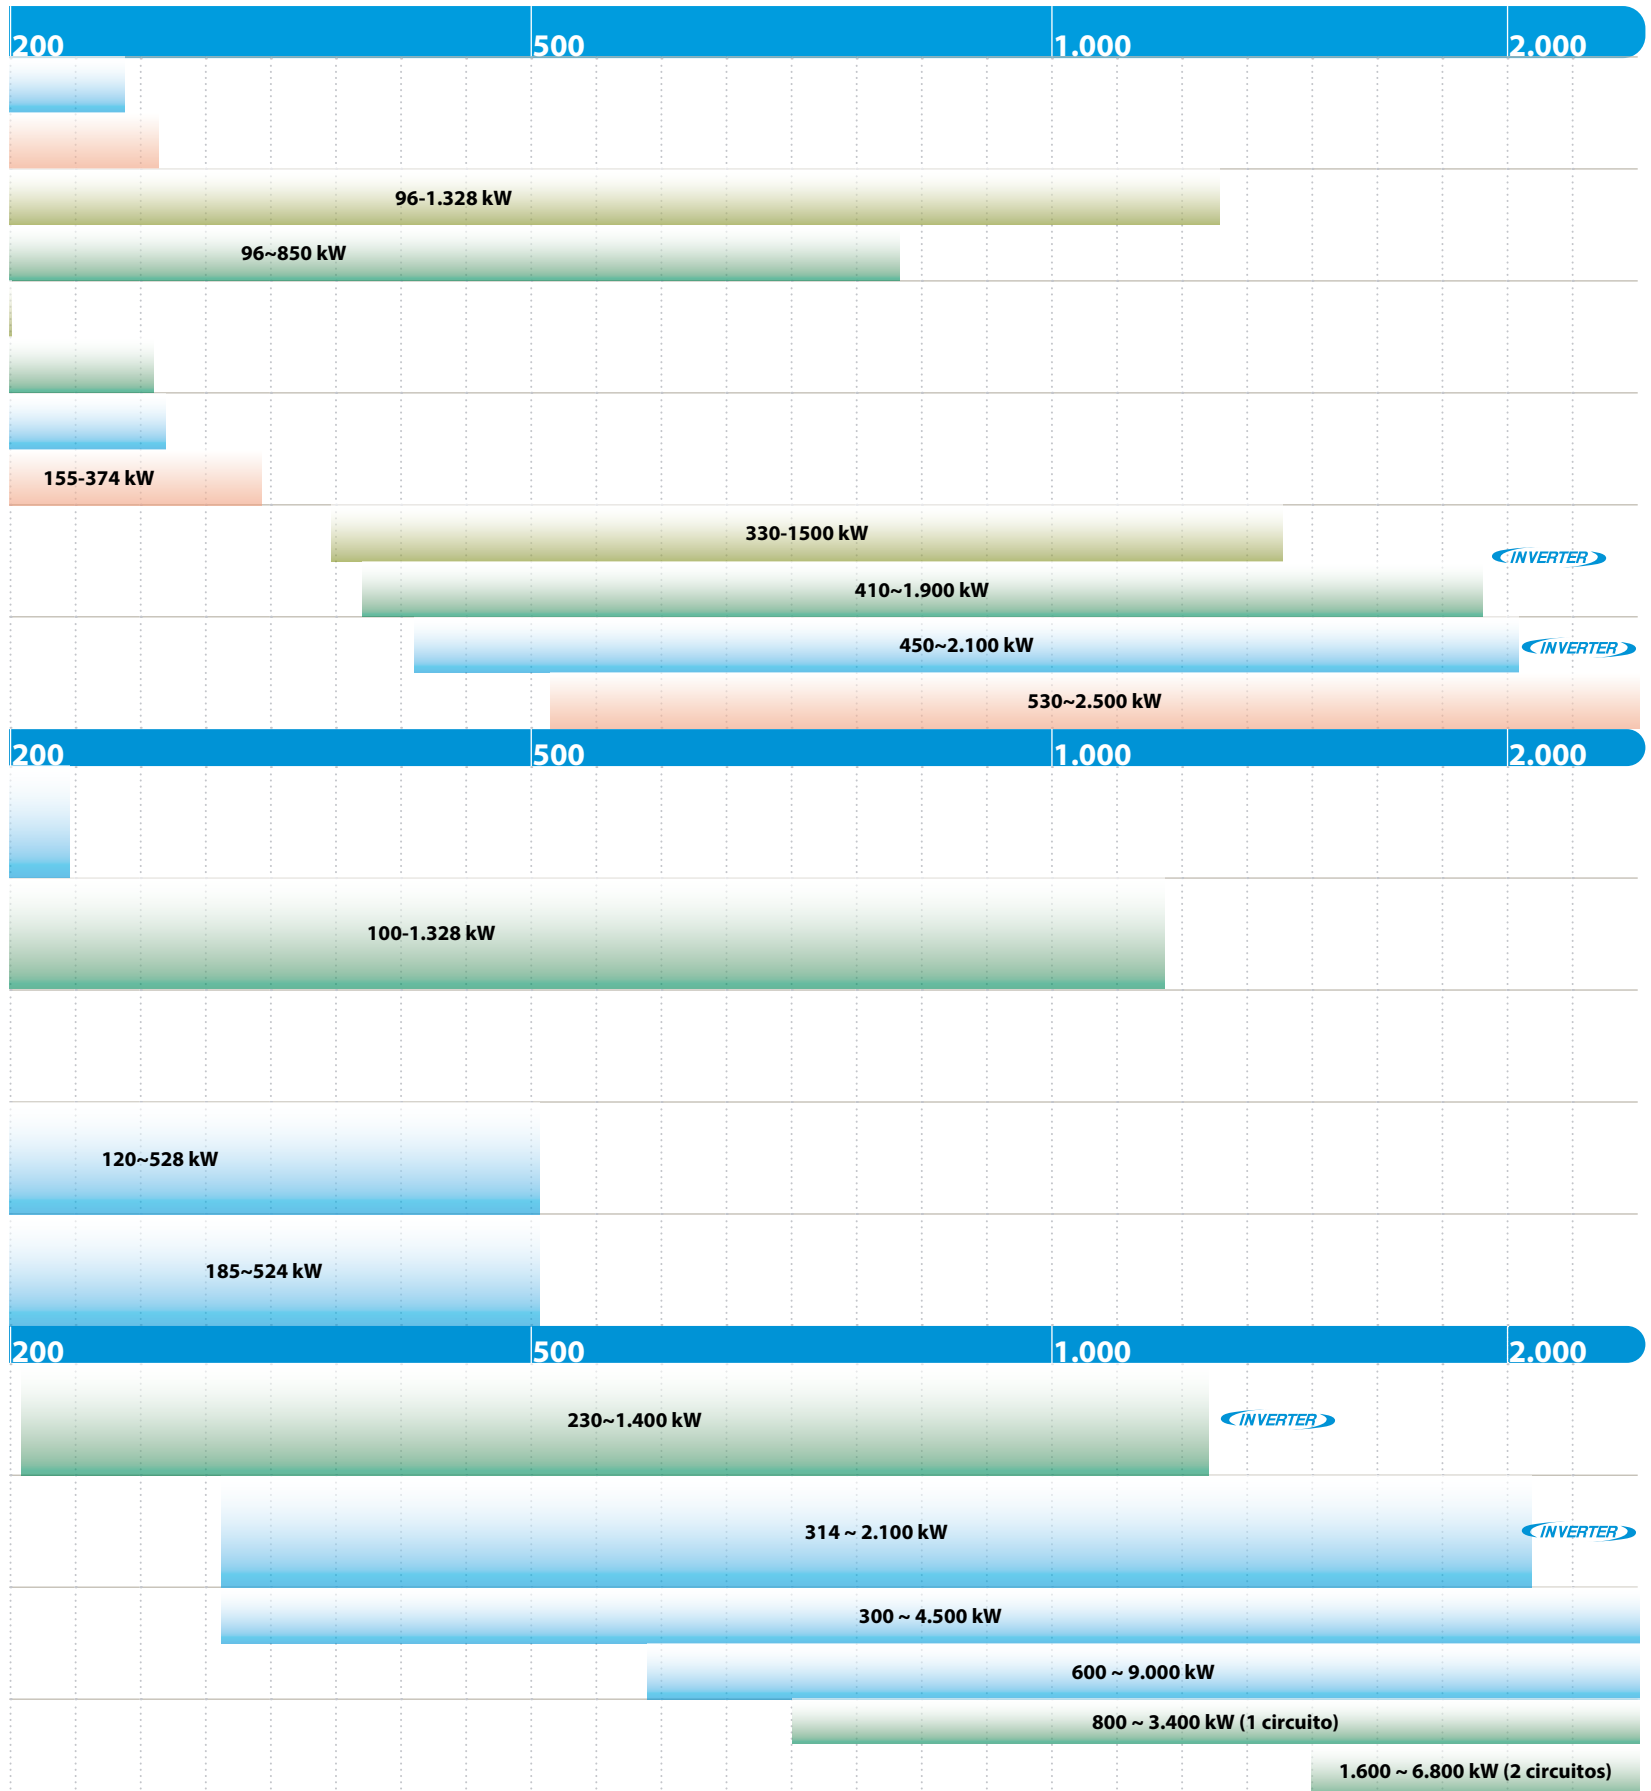 200 500 1.000 2.000
96-1.328 kW
96~850 kW
155-374 kW
330-1500 kW
INVERTER
410~1.900 kW
450~2.100 kW INVERTER
530~2.500 kW
200 500 1.000 2.000
100-1.328 kW
120~528 kW
185~524 kW
200 500 1.000 2.000
230~1.400 kW INVERTER
314 ~ 2.100 kW INVERTER
300 ~ 4.500 kW
600 ~ 9.000 kW
800 ~ 3.400 kW (1 circuito)
1.600 ~ 6.800 kW (2 circuitos)